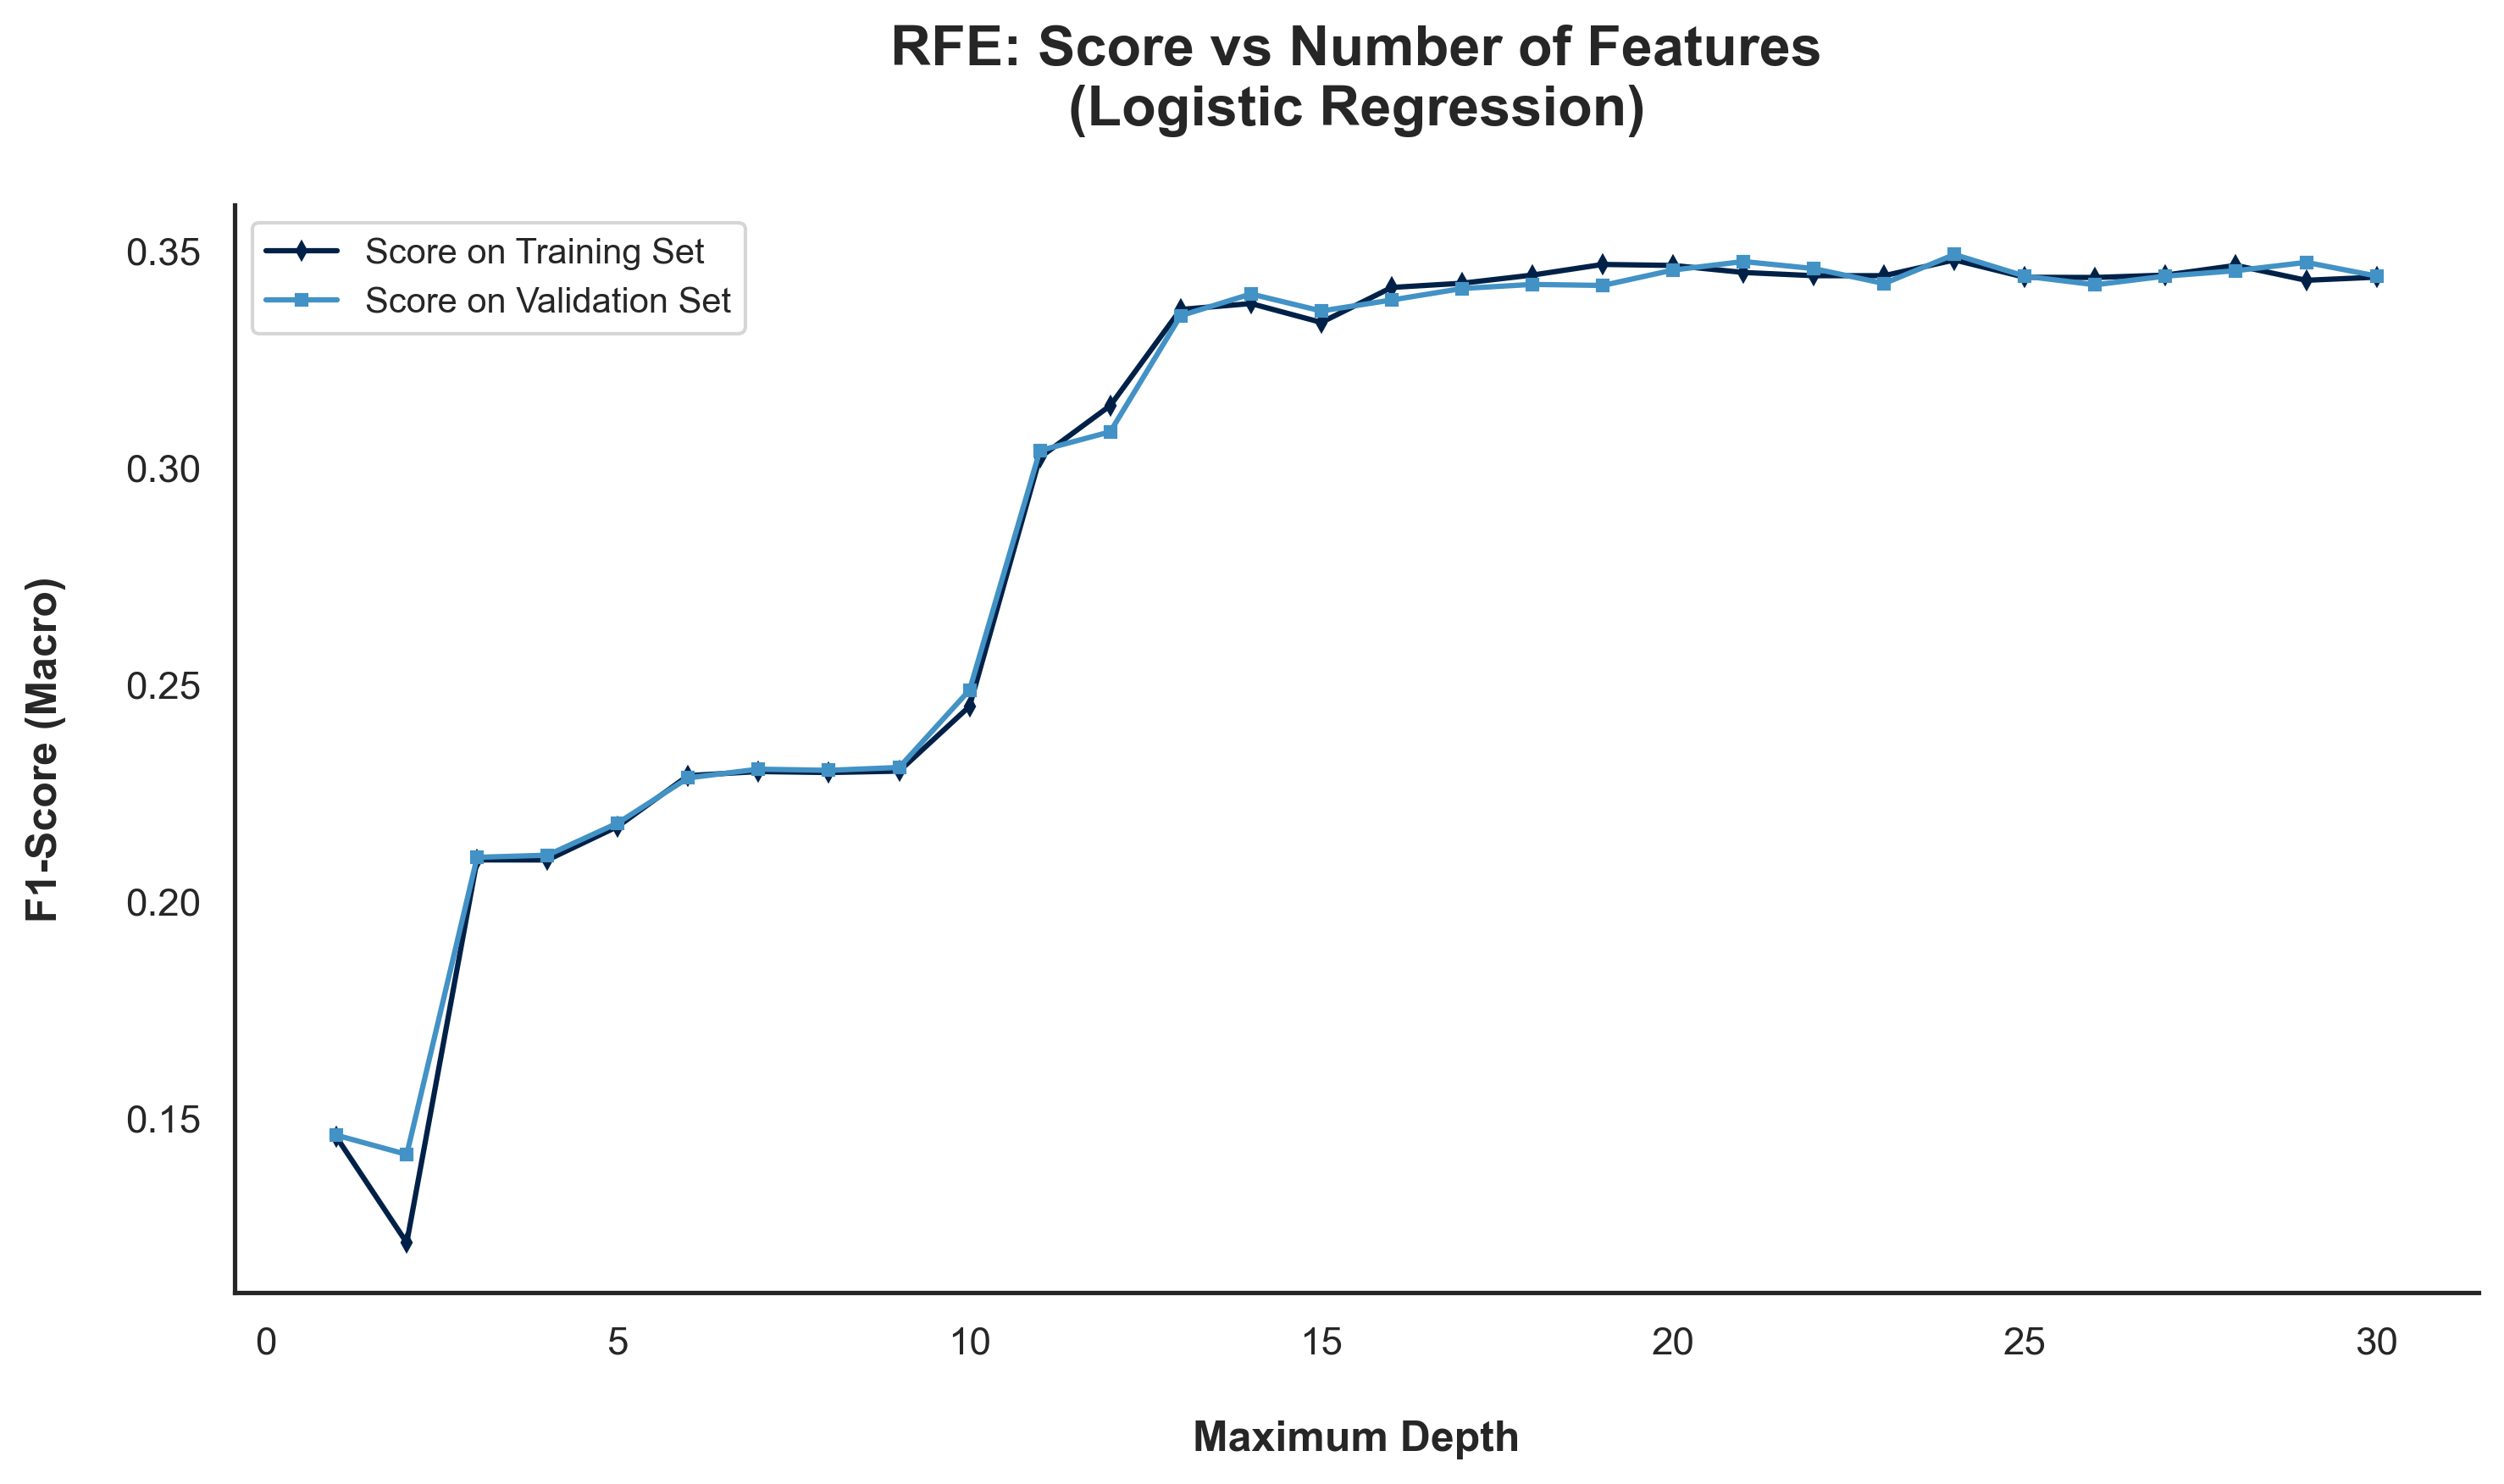 RFE: Score vs Number of Features
(Logistic Regression)
Score on Training Set
Score on Validation Set
F1-Score (Macro)
0.35
0.30
0.25
0.20
0.15
0 5 10 15 20 25 30
Maximum Depth